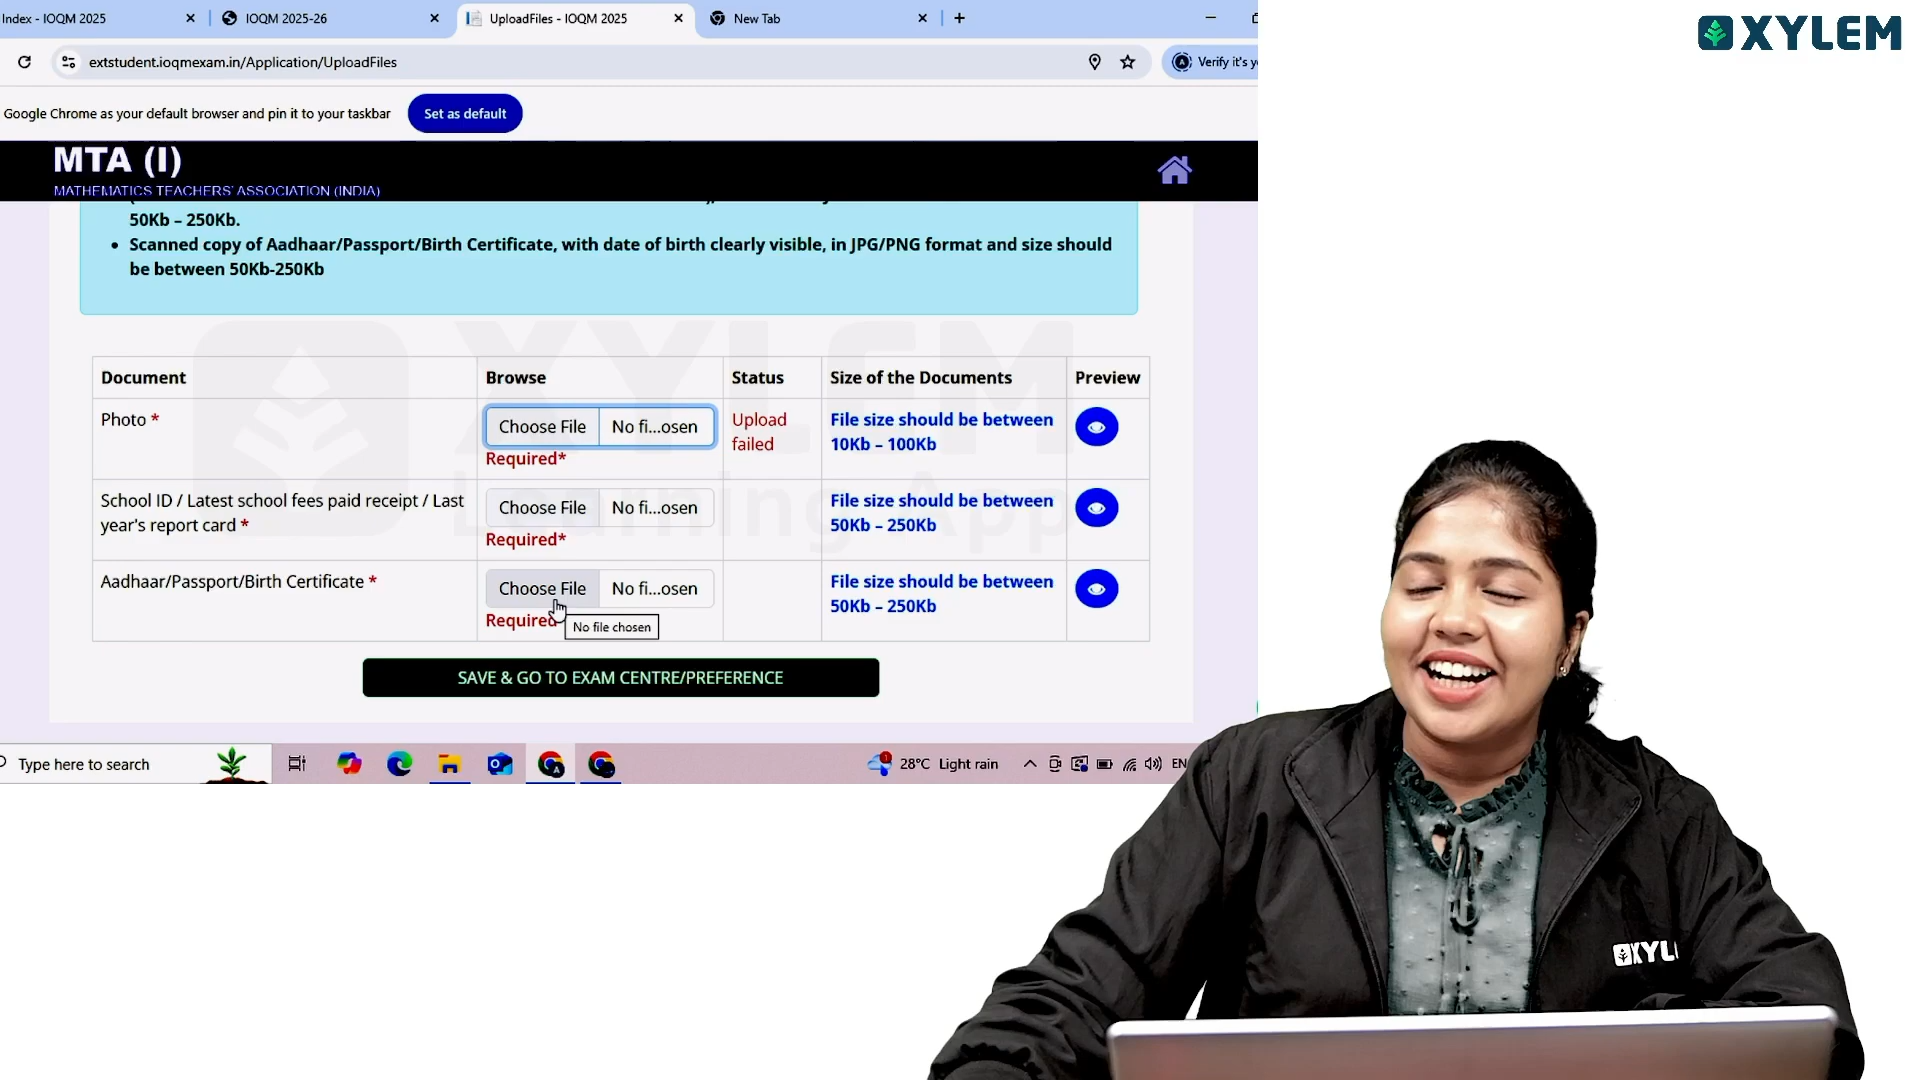 Index - IOQM 2025
IOQM 2025-26
UploadFiles - IOQM 2025
New Tab
XYLEM
extstudent.ioqmexam.in/Application/UploadFiles
Verify it's
Google Chrome as your default browser and pin it to your taskbar
Set as default
MTA (I)
MATHEMATICS TEACHERS' ASSOCIATION (INDIA)
50Kb – 250Kb.
• Scanned copy of Aadhaar/Passport/Birth Certificate, with date of birth clearly visible, in JPG/PNG format and size should
be between 50Kb-250Kb
XYLEM
Learning App
Document Browse Status Size of the Documents Preview
Photo * Choose File No fi...osen Upload File size should be between
failed 10Kb – 100Kb
Required*
School ID / Latest school fees paid receipt / Last Choose File No fi...osen File size should be between
year's report card * 50Kb – 250Kb
Required*
Aadhaar/Passport/Birth Certificate * Choose File No fi...osen File size should be between
50Kb – 250Kb
Required
No file chosen
SAVE & GO TO EXAM CENTRE/PREFERENCE
Type here to search
28°C Light rain
EN
XYL